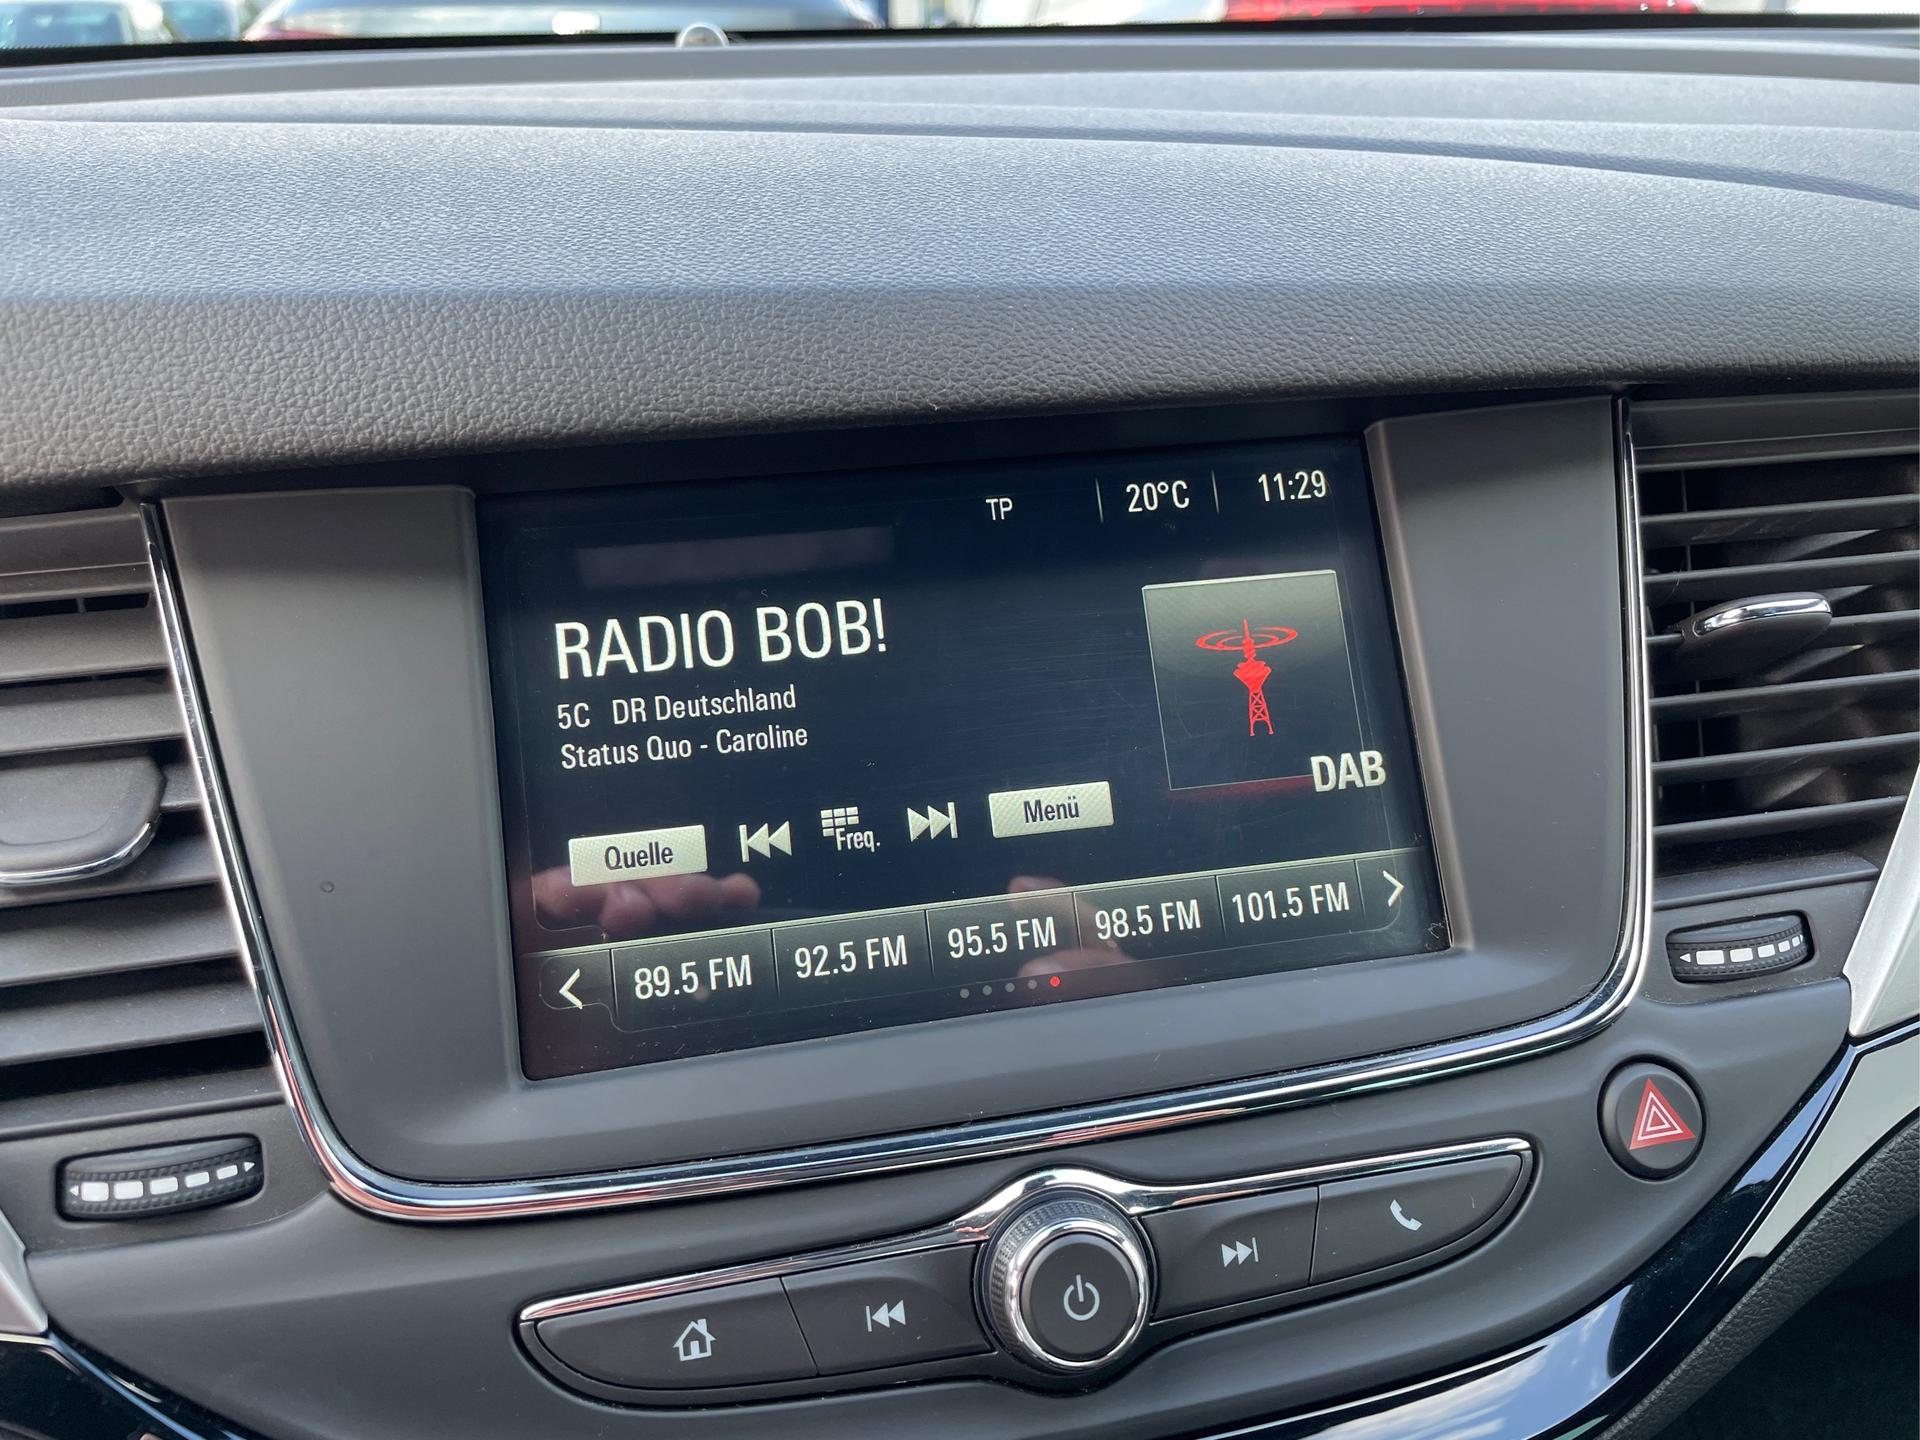 TP 20°C 11:29
RADIO BOB!
5C DR Deutschland
Status Quo - Caroline
DAB
Quelle Freq. Menü
89.5 FM 92.5 FM 95.5 FM 98.5 FM 101.5 FM